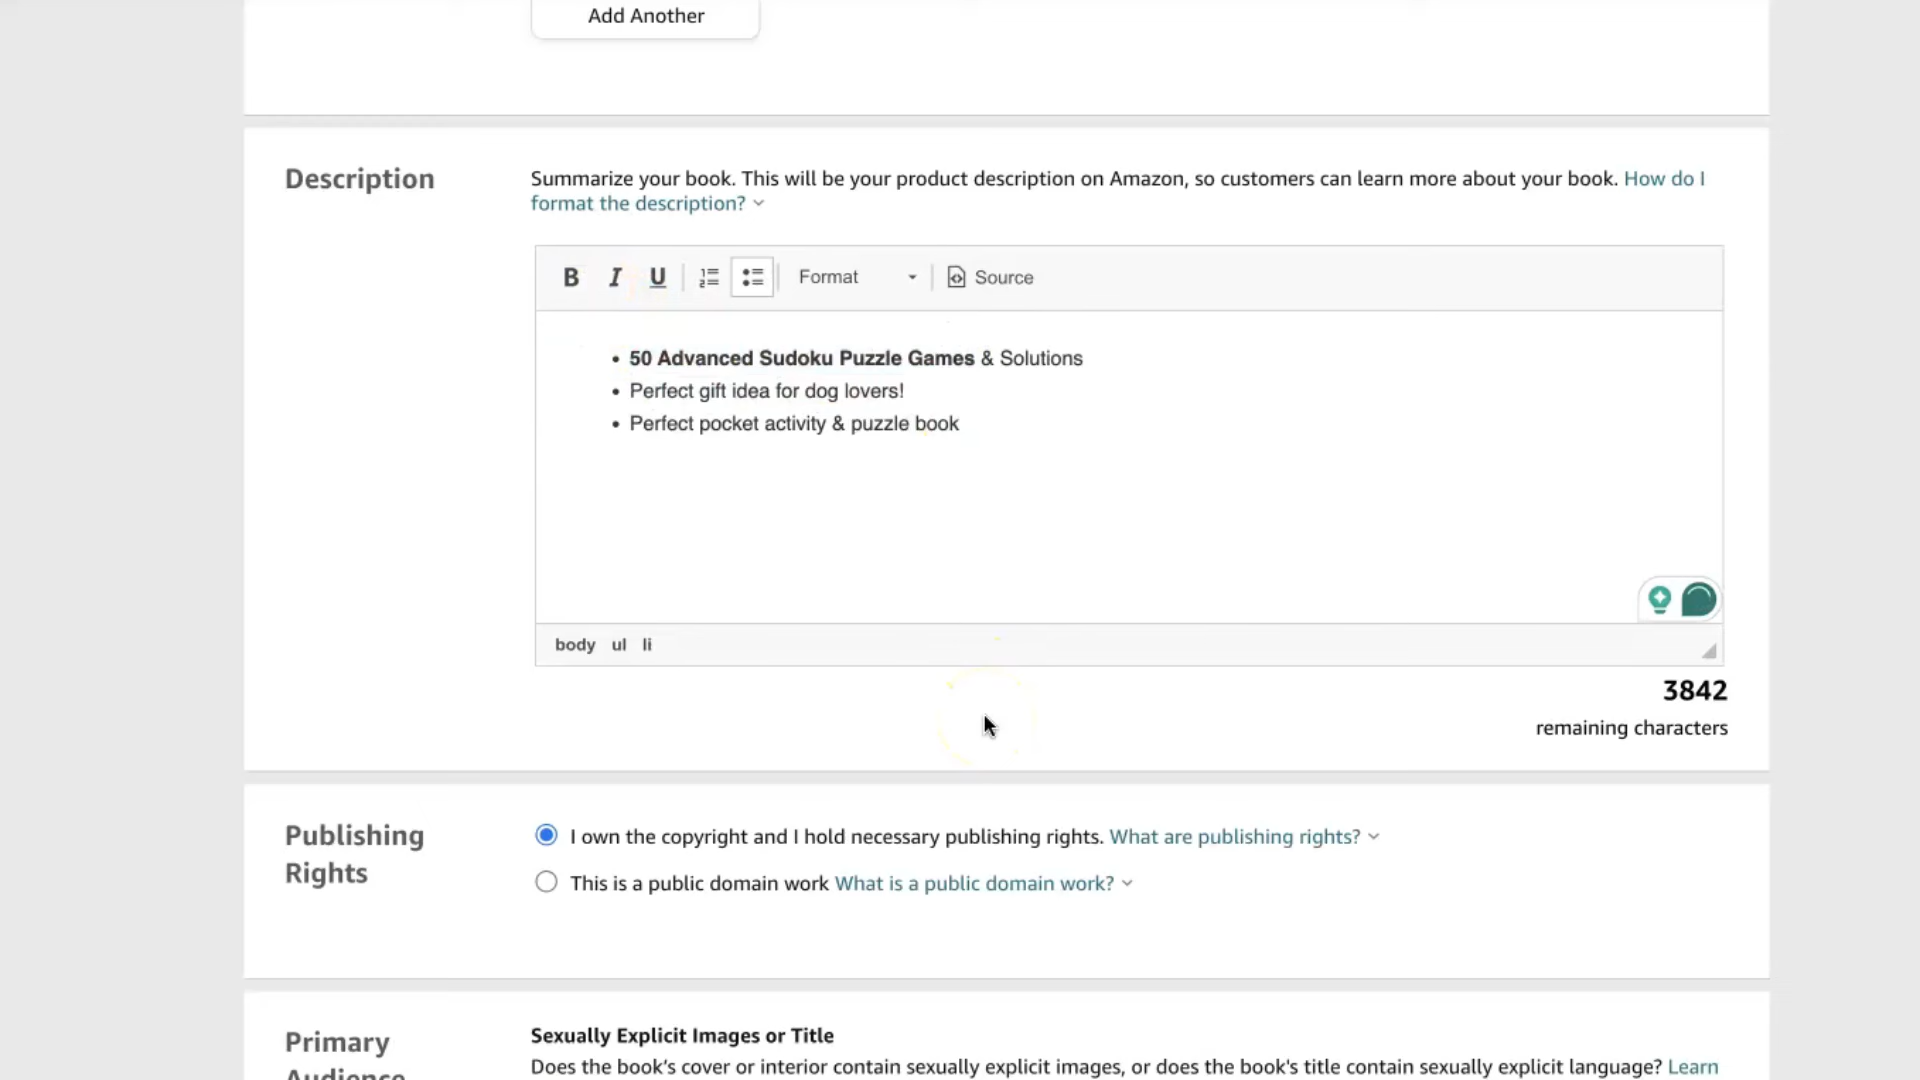 Add Another
Description
Summarize your book. This will be your product description on Amazon, so customers can learn more about your book. How do I
format the description?
B I U Format Source
• 50 Advanced Sudoku Puzzle Games & Solutions
• Perfect gift idea for dog lovers!
• Perfect pocket activity & puzzle book
body ul li
3842
remaining characters
Publishing
Rights
I own the copyright and I hold necessary publishing rights. What are publishing rights?
This is a public domain work What is a public domain work?
Primary
Audience
Sexually Explicit Images or Title
Does the book's cover or interior contain sexually explicit images, or does the book's title contain sexually explicit language? Learn